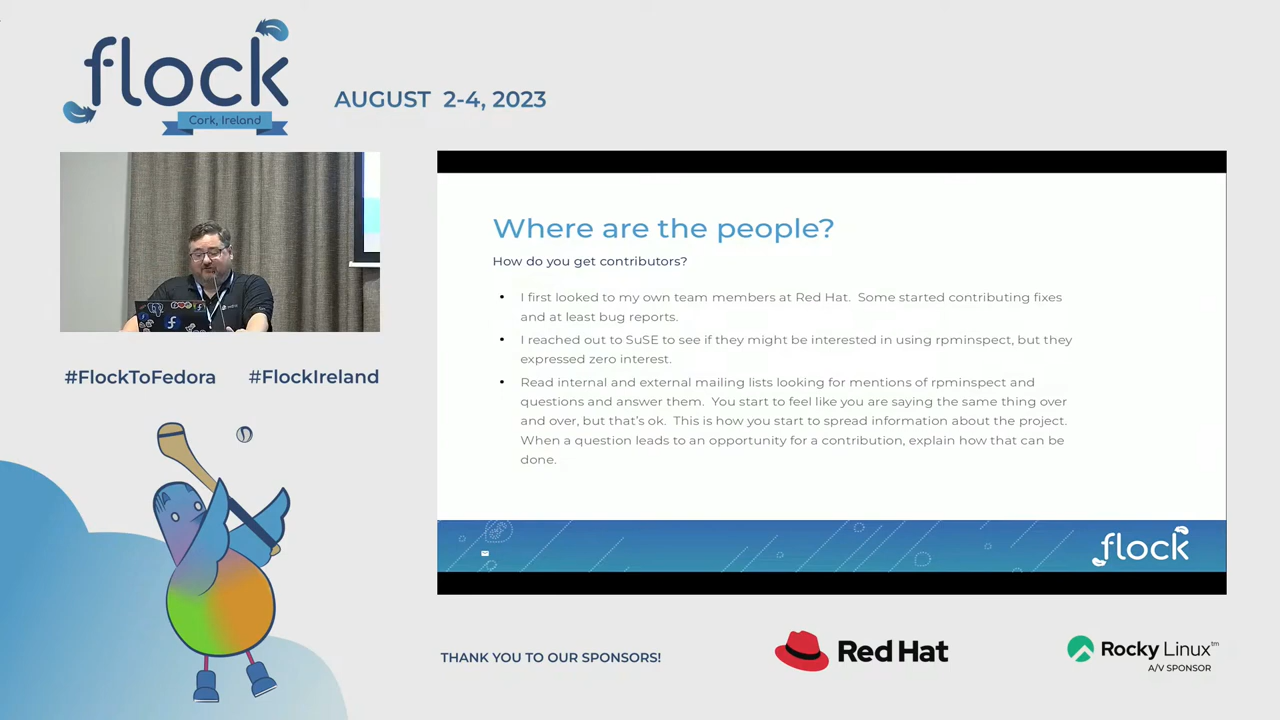 flock
Cork, Ireland
AUGUST 2-4, 2023
#FlockToFedora #FlockIreland
Where are the people?
How do you get contributors?
• I first looked to my own team members at Red Hat. Some started contributing fixes
and at least bug reports.
• I reached out to SuSE to see if they might be interested in using rpminspect, but they
expressed zero interest.
• Read internal and external mailing lists looking for mentions of rpminspect and
questions and answer them. You start to feel like you are saying the same thing over
and over, but that's ok. This is how you start to spread information about the project.
When a question leads to an opportunity for a contribution, explain how that can be
done.
flock
THANK YOU TO OUR SPONSORS!
Red Hat
Rocky Linux™
A/V SPONSOR